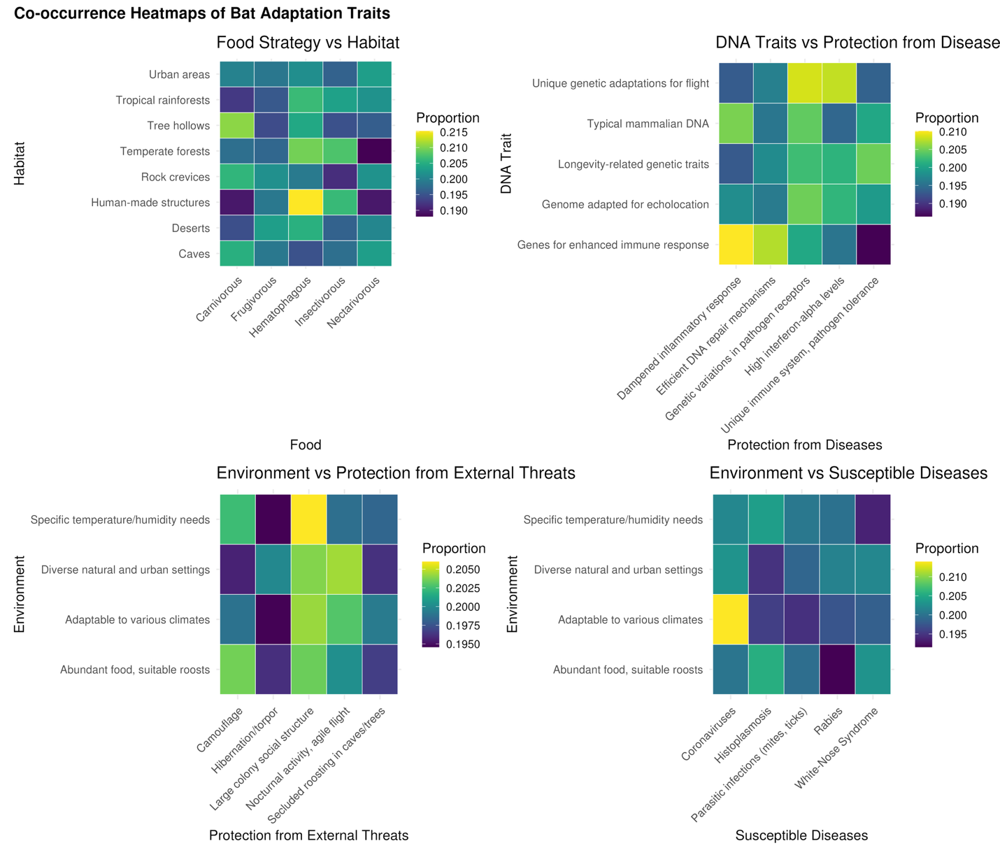 Co-occurrence Heatmaps of Bat Adaptation Traits
Food Strategy vs Habitat
Habitat
Urban areas
Tropical rainforests
Tree hollows
Temperate forests
Rock crevices
Human-made structures
Deserts
Caves
Carnivorous
Frugivorous
Hematophagous
Insectivorous
Nectarivorous
Food
Proportion
0.215
0.210
0.205
0.200
0.195
0.190
DNA Traits vs Protection from Disease
DNA Trait
Unique genetic adaptations for flight
Typical mammalian DNA
Longevity-related genetic traits
Genome adapted for echolocation
Genes for enhanced immune response
Dampened inflammatory response
Efficient DNA repair mechanisms
Genetic variations in pathogen receptors
High interferon-alpha levels
Unique immune system, pathogen tolerance
Protection from Diseases
Proportion
0.210
0.205
0.200
0.195
0.190
Environment vs Protection from External Threats
Environment
Specific temperature/humidity needs
Diverse natural and urban settings
Adaptable to various climates
Abundant food, suitable roosts
Camouflage
Hibernation/torpor
Large colony social structure
Nocturnal activity, agile flight
Secluded roosting in caves/trees
Protection from External Threats
Proportion
0.2050
0.2025
0.2000
0.1975
0.1950
Environment vs Susceptible Diseases
Environment
Specific temperature/humidity needs
Diverse natural and urban settings
Adaptable to various climates
Abundant food, suitable roosts
Coronaviruses
Histoplasmosis
Parasitic infections (mites, ticks)
Rabies
White-Nose Syndrome
Susceptible Diseases
Proportion
0.210
0.205
0.200
0.195